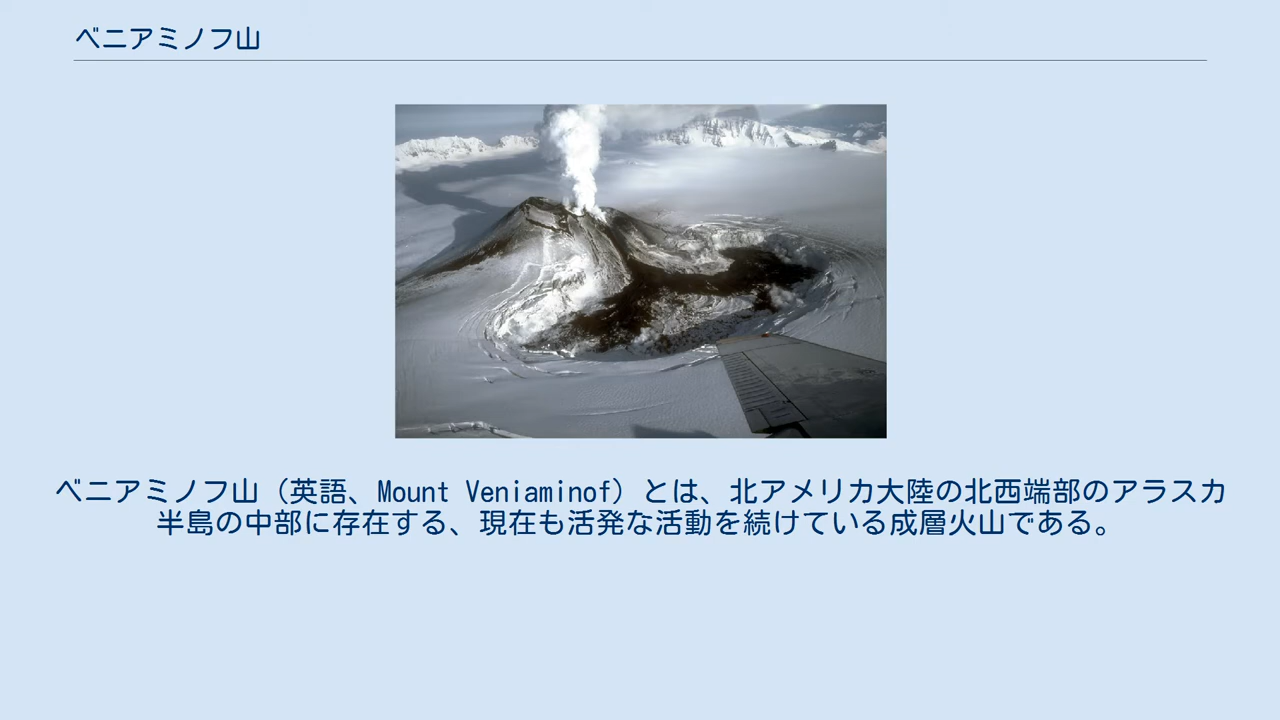 ベニアミノフ山
ベニアミノフ山（英語、Mount Veniaminof）とは、北アメリカ大陸の北西端部のアラスカ
半島の中部に存在する、現在も活発な活動を続けている成層火山である。